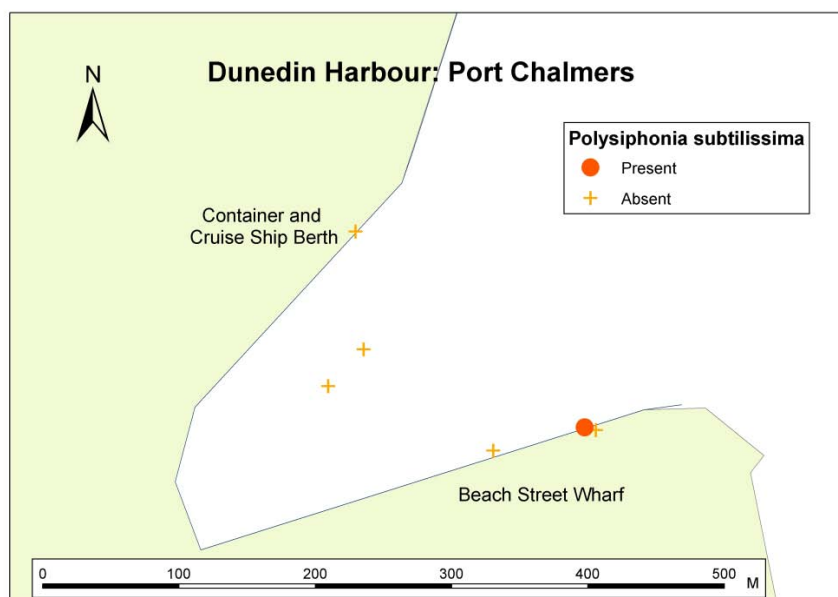 Dunedin Harbour: Port Chalmers
N
Polysiphonia subtilissima
Present
Absent
Container and
Cruise Ship Berth
Beach Street Wharf
0 100 200 300 400 500
M